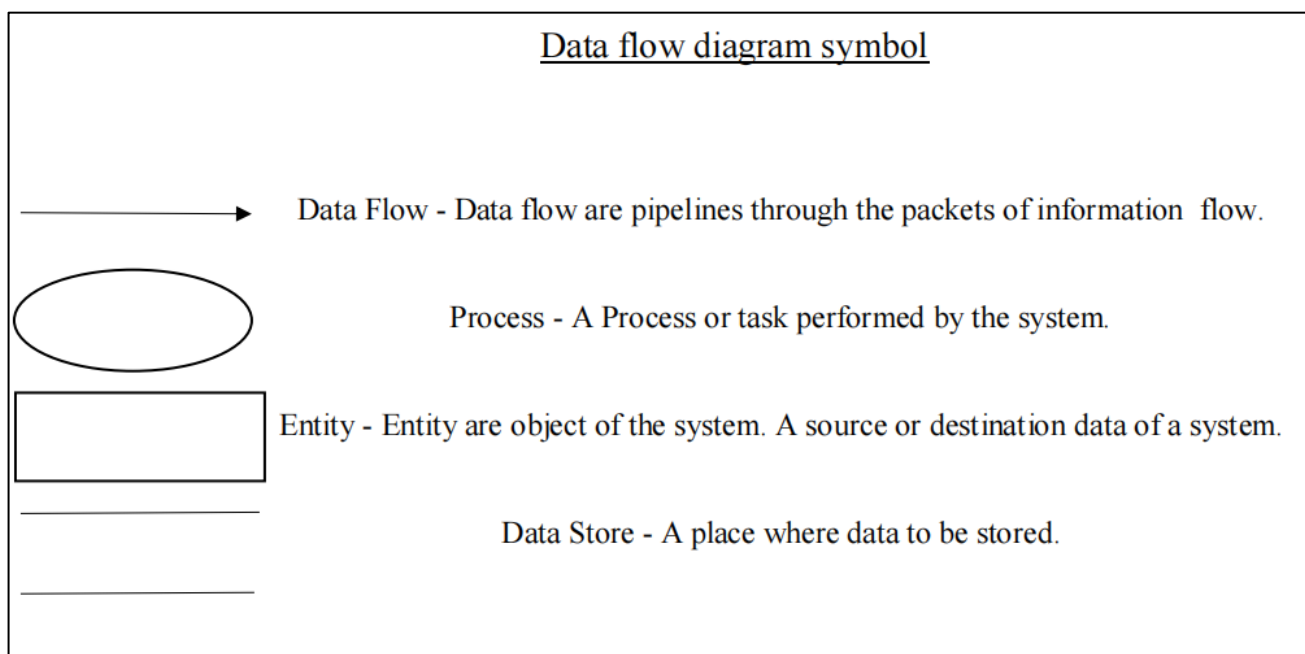 Data flow diagram symbol
Data Flow - Data flow are pipelines through the packets of information flow.
Process - A Process or task performed by the system.
Entity - Entity are object of the system. A source or destination data of a system.
Data Store - A place where data to be stored.